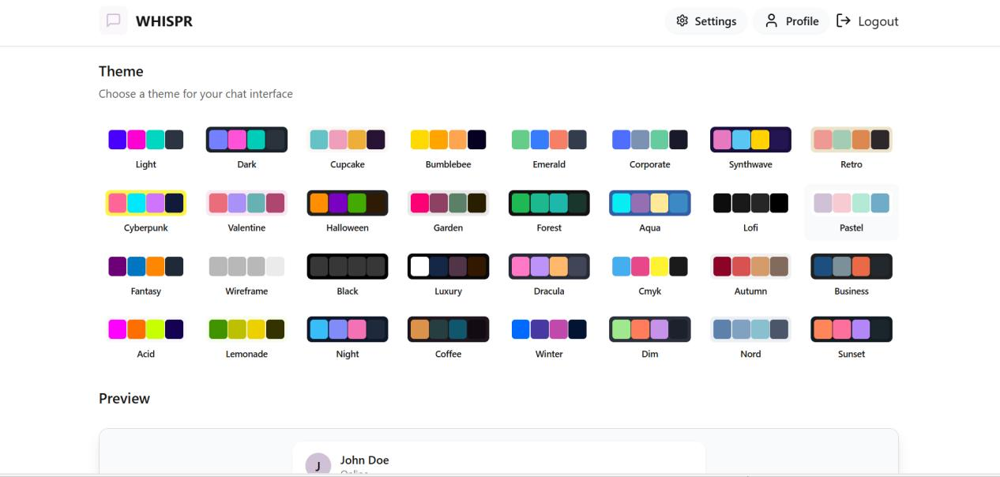 WHISPR
Settings Profile Logout
Theme
Choose a theme for your chat interface
Light Dark Cupcake Bumblebee Emerald Corporate Synthwave Retro
Cyberpunk Valentine Halloween Garden Forest Aqua Lofi Pastel
Fantasy Wireframe Black Luxury Dracula Cmyk Autumn Business
Acid Lemonade Night Coffee Winter Dim Nord Sunset
Preview
J John Doe
Online